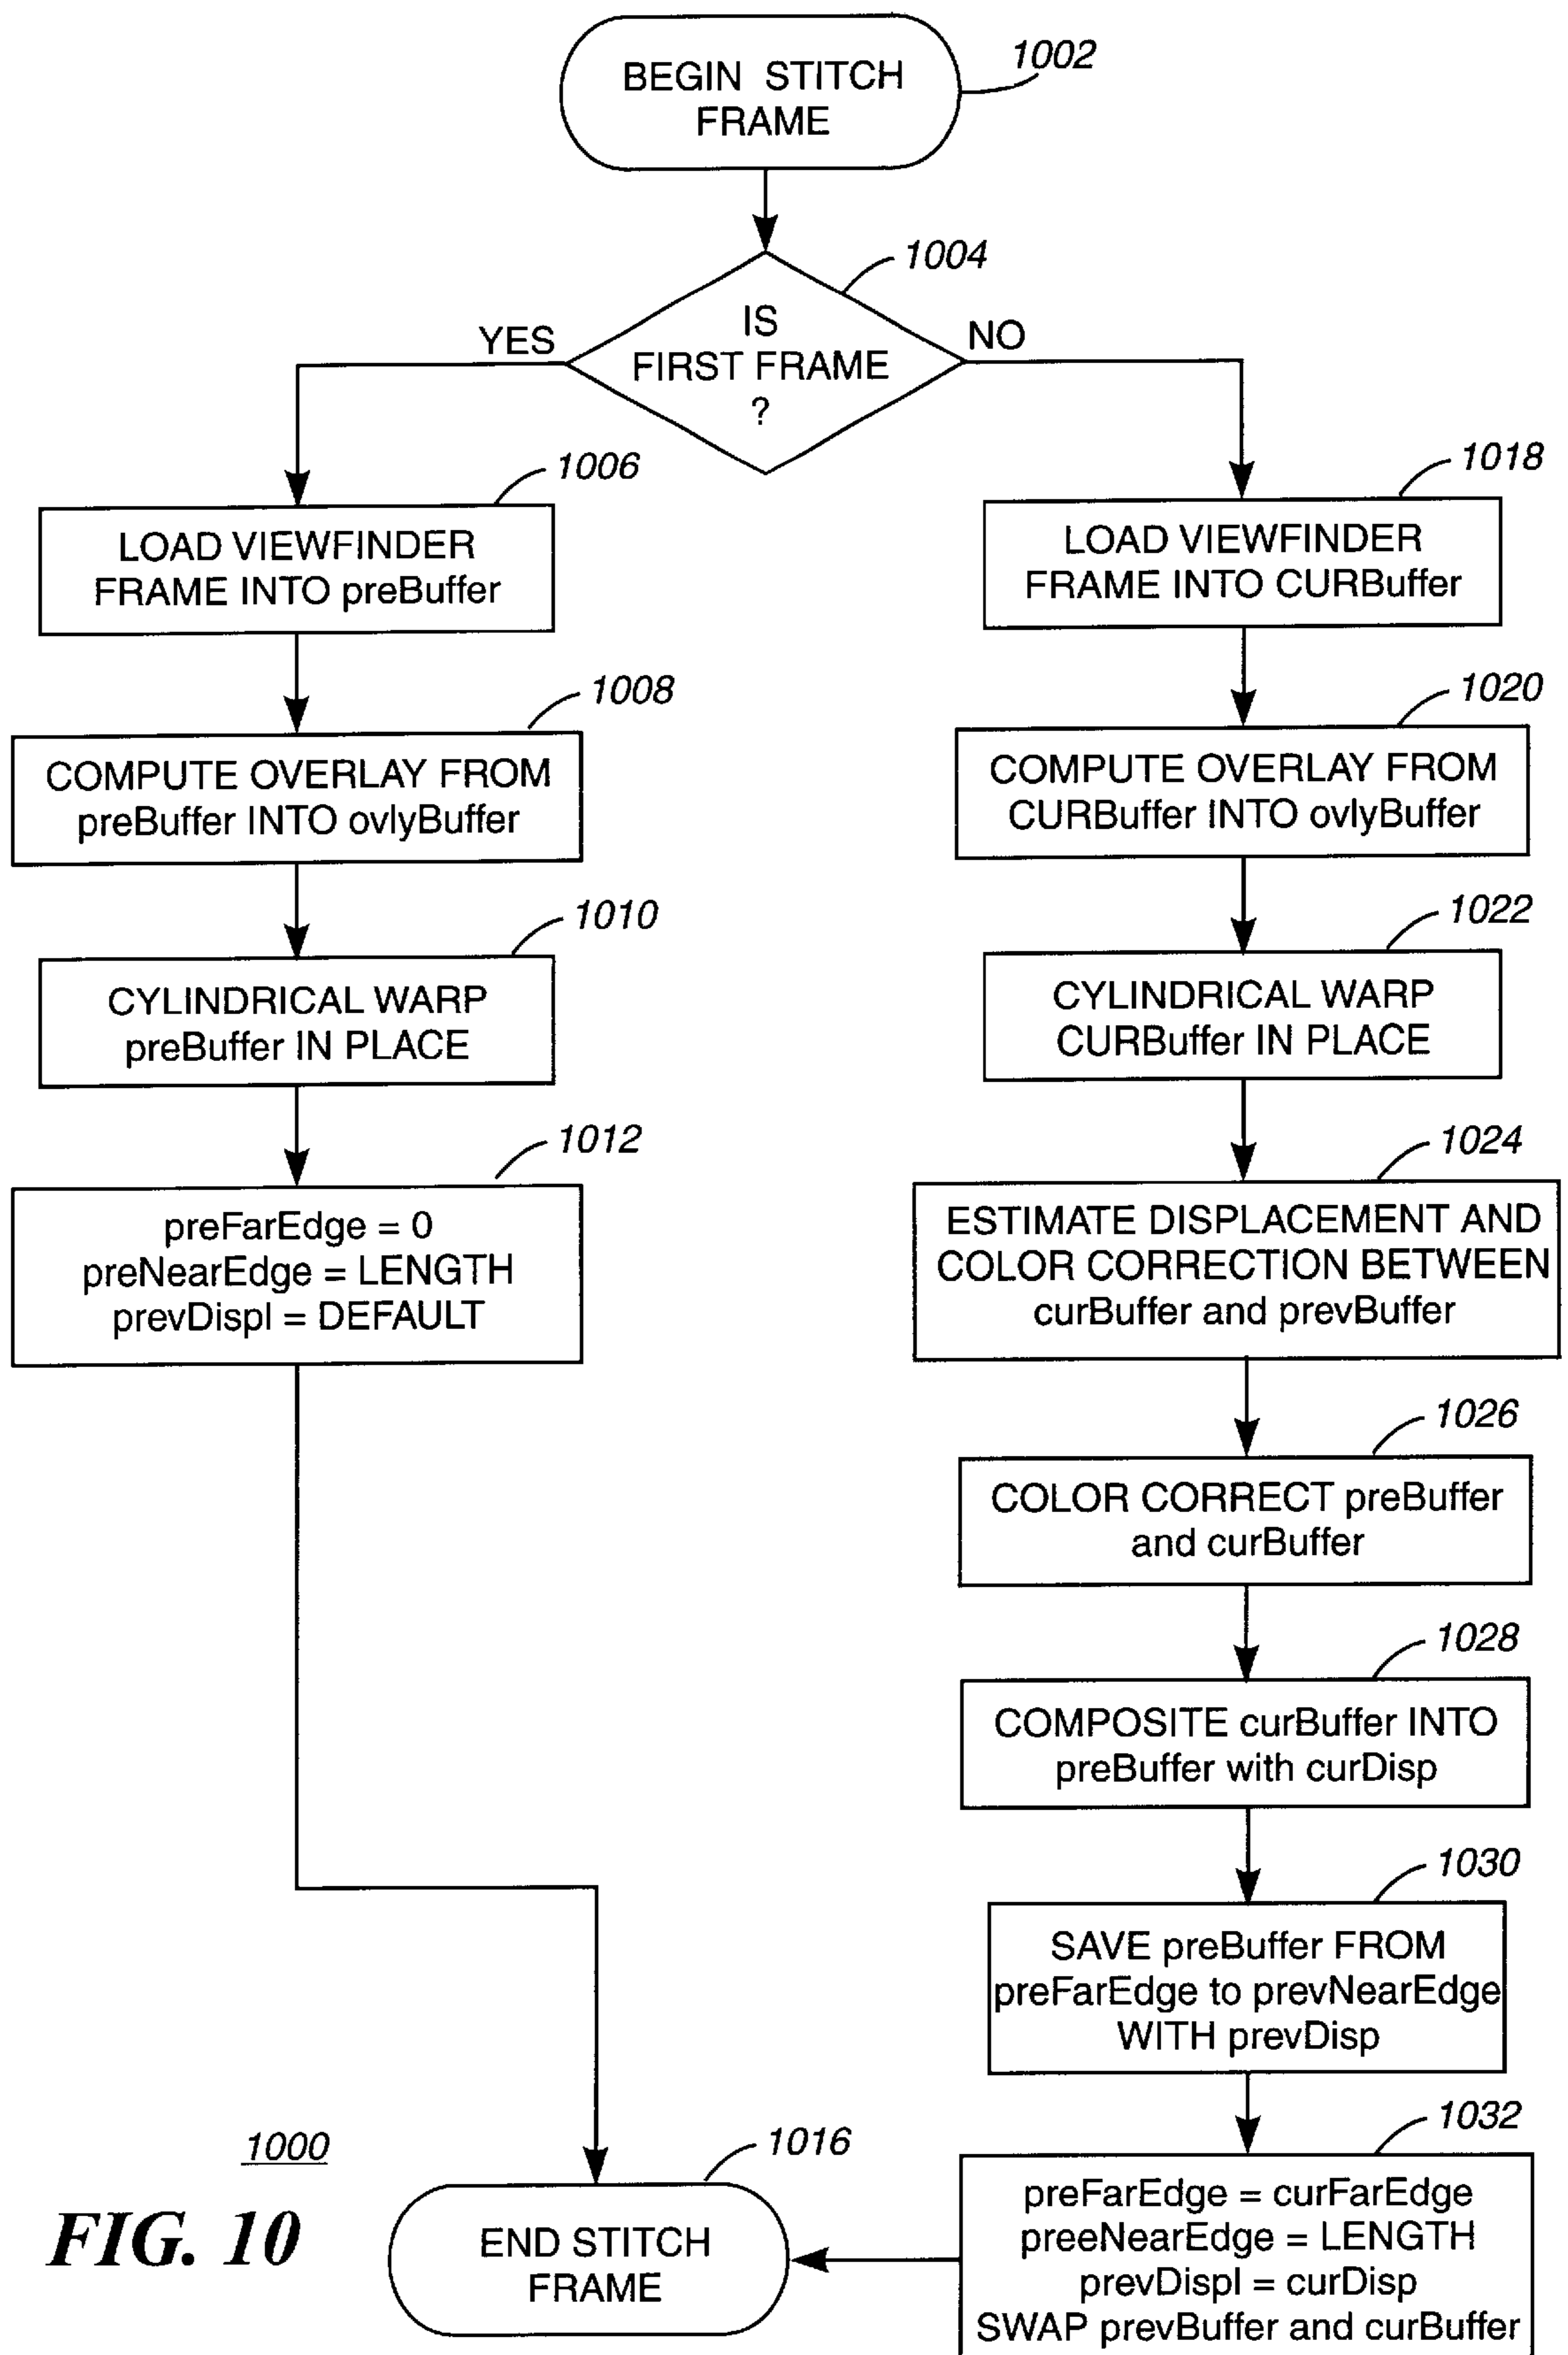 BEGIN STITCH
FRAME
1002
1004
IS
FIRST FRAME
?
YES
NO
1006
LOAD VIEWFINDER
FRAME INTO preBuffer
1008
COMPUTE OVERLAY FROM
preBuffer INTO ovlyBuffer
1010
CYLINDRICAL WARP
preBuffer IN PLACE
1012
preFarEdge = 0
preNearEdge = LENGTH
prevDispl = DEFAULT
1018
LOAD VIEWFINDER
FRAME INTO CURBuffer
1020
COMPUTE OVERLAY FROM
CURBuffer INTO ovlyBuffer
1022
CYLINDRICAL WARP
CURBuffer IN PLACE
1024
ESTIMATE DISPLACEMENT AND
COLOR CORRECTION BETWEEN
curBuffer and prevBuffer
1026
COLOR CORRECT preBuffer
and curBuffer
1028
COMPOSITE curBuffer INTO
preBuffer with curDisp
1030
SAVE preBuffer FROM
preFarEdge to prevNearEdge
WITH prevDisp
1032
preFarEdge = curFarEdge
preeNearEdge = LENGTH
prevDispl = curDisp
SWAP prevBuffer and curBuffer
1016
END STITCH
FRAME
1000
FIG. 10